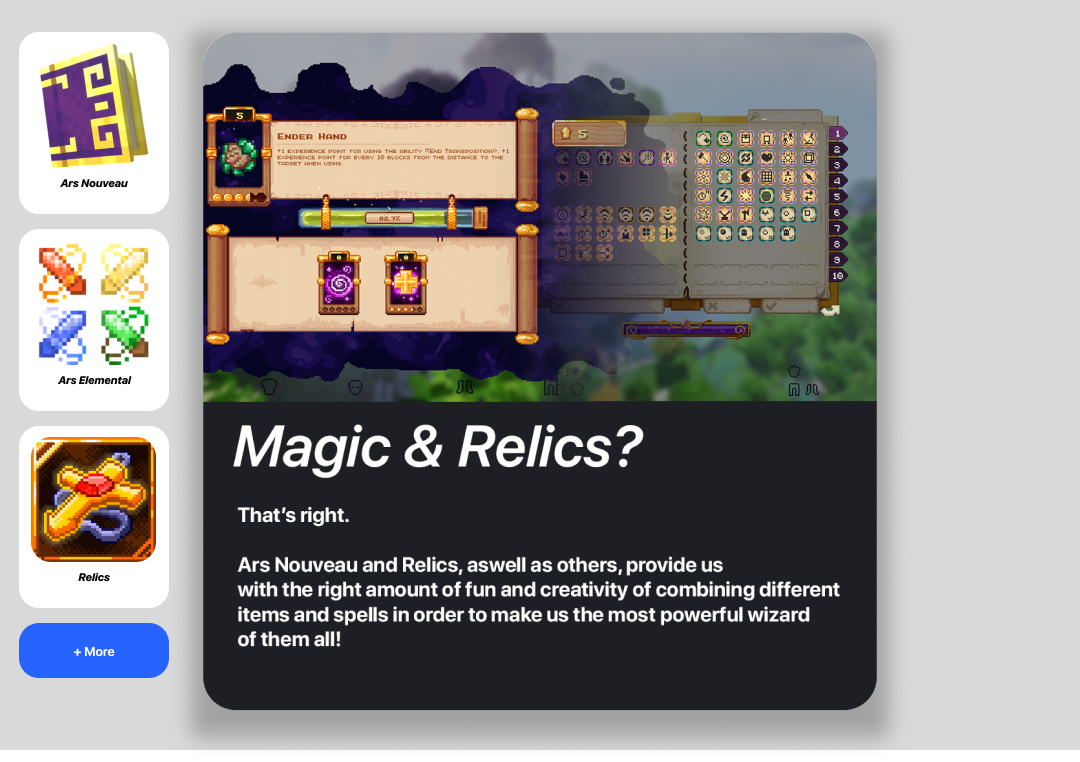 Ars Nouveau
Ars Elemental
Relics
+ More
5
Ender Hand
+1 experience point for using the ability "End Transposition", +1
experience point for every 10 blocks from the distance to the
target when using.
5
1
2
3
4
5
6
7
8
9
10
Magic & Relics?
That's right.
Ars Nouveau and Relics, aswell as others, provide us
with the right amount of fun and creativity of combining different
items and spells in order to make us the most powerful wizard
of them all!